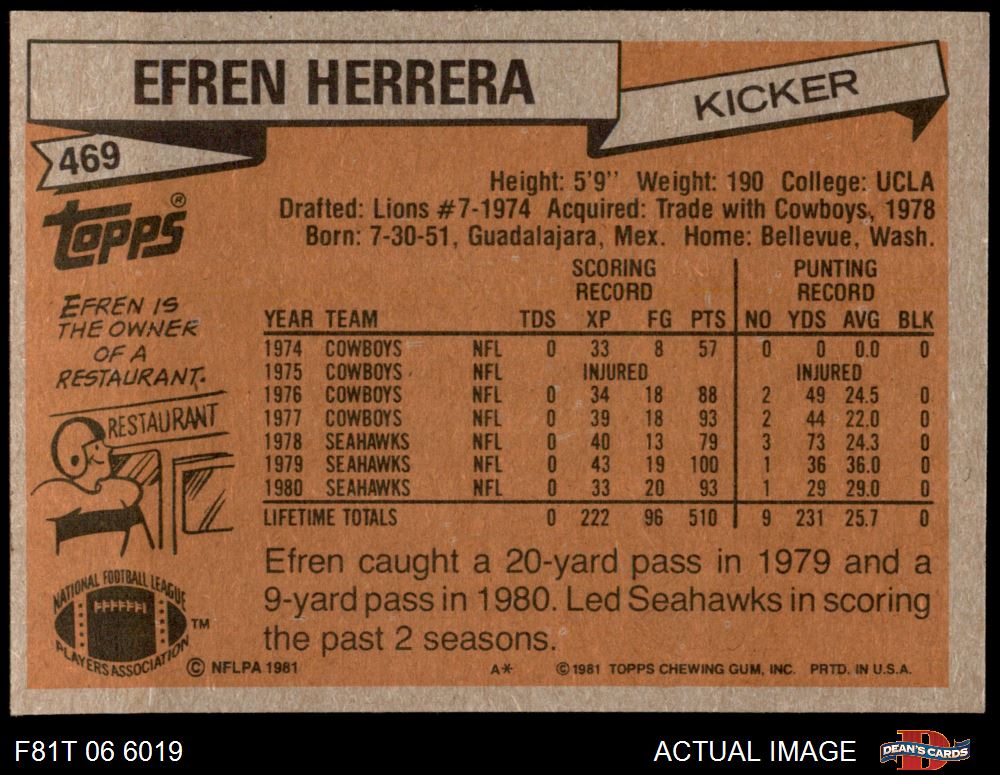 EFREN HERRERA
KICKER
469
Height: 5'9'' Weight: 190 College: UCLA
Drafted: Lions #7-1974 Acquired: Trade with Cowboys, 1978
Born: 7-30-51, Guadalajara, Mex. Home: Bellevue, Wash.
Topps®
EFREN IS
THE OWNER
OF A
RESTAURANT.
RESTAURANT
SCORING RECORD PUNTING RECORD
YEAR TEAM TDS XP FG PTS NO YDS AVG BLK
1974 COWBOYS NFL 0 33 8 57 0 0 0.0 0
1975 COWBOYS NFL INJURED INJURED
1976 COWBOYS NFL 0 34 18 88 2 49 24.5 0
1977 COWBOYS NFL 0 39 18 93 2 44 22.0 0
1978 SEAHAWKS NFL 0 40 13 79 3 73 24.3 0
1979 SEAHAWKS NFL 0 43 19 100 1 36 36.0 0
1980 SEAHAWKS NFL 0 33 20 93 1 29 29.0 0
LIFETIME TOTALS 0 222 96 510 9 231 25.7 0
Efren caught a 20-yard pass in 1979 and a
9-yard pass in 1980. Led Seahawks in scoring
the past 2 seasons.
NATIONAL FOOTBALL LEAGUE
PLAYERS ASSOCIATION
TM
© NFLPA 1981 A* © 1981 TOPPS CHEWING GUM, INC. PRTD. IN U.S.A.
F81T 06 6019 ACTUAL IMAGE D DEAN'S CARDS